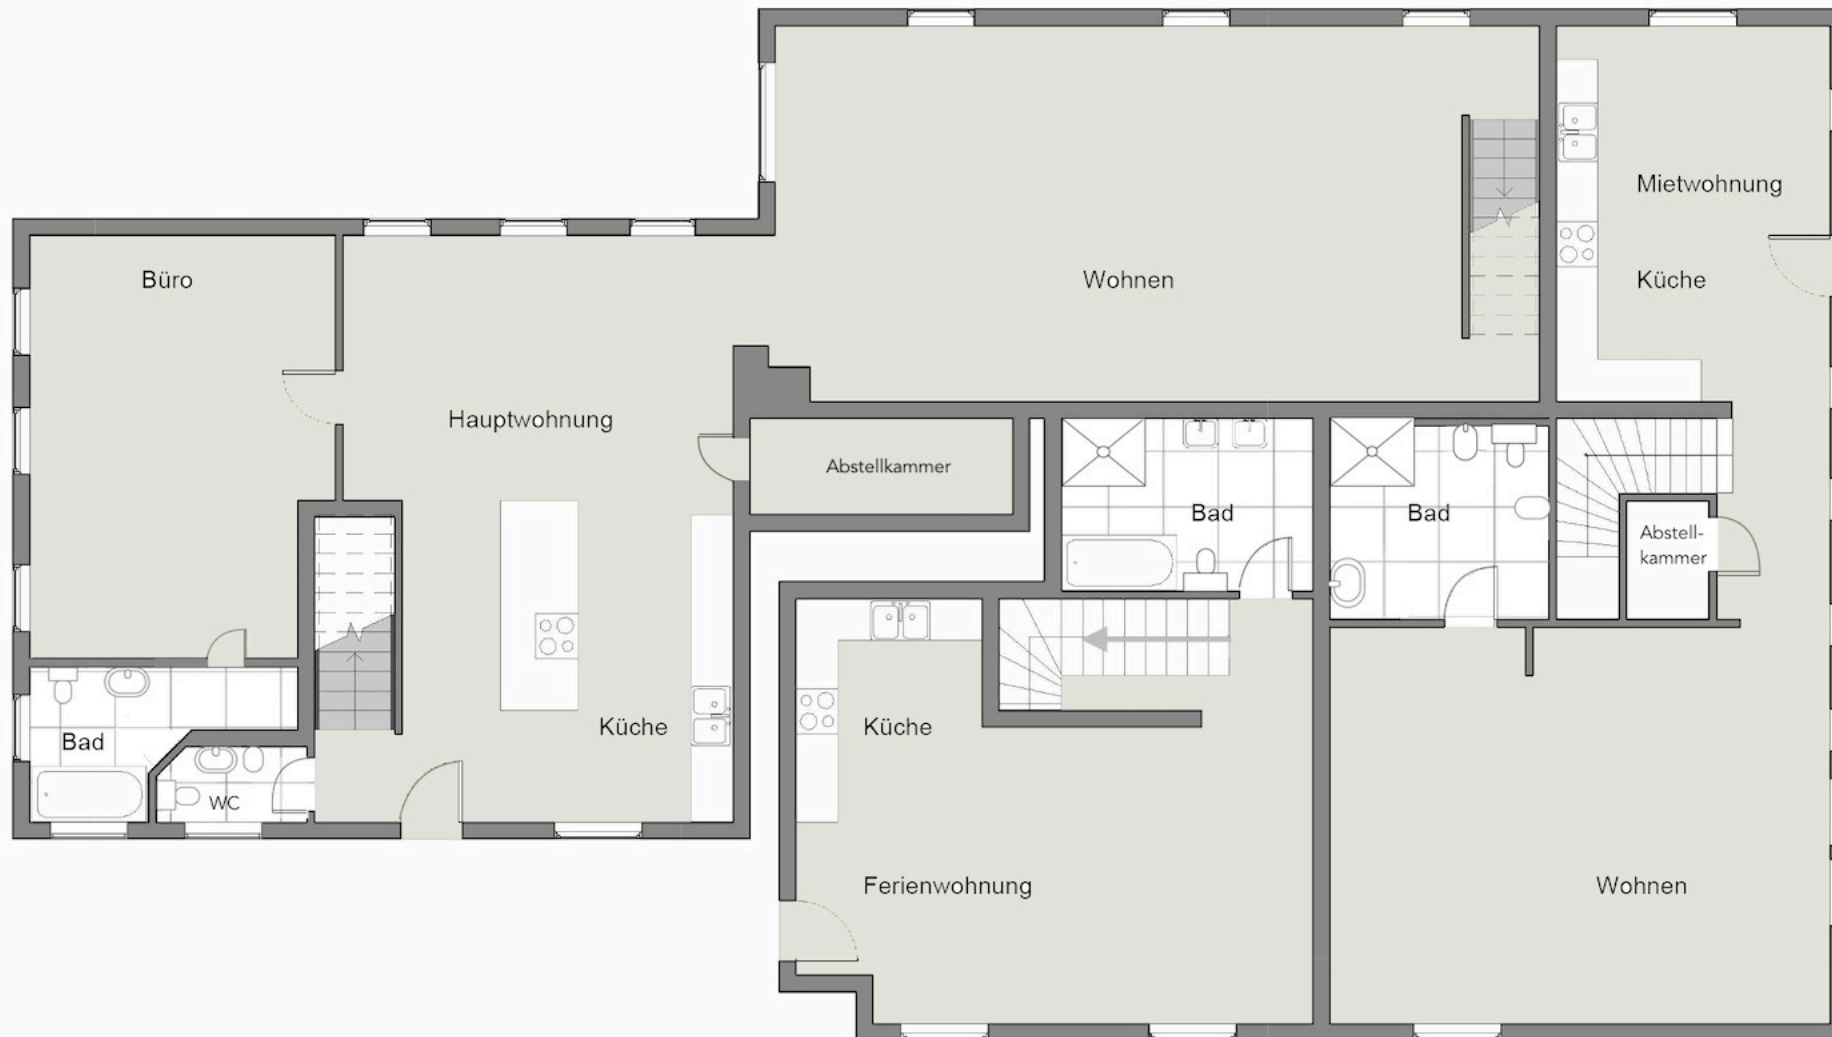 Mietwohnung
Büro
Wohnen
Küche
Hauptwohnung
Abstellkammer
Bad
Bad
Abstell-
kammer
Küche
Küche
Bad
WC
Ferienwohnung
Wohnen